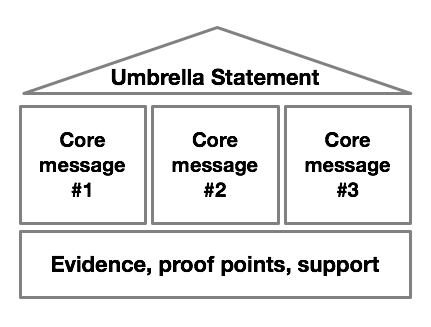 Umbrella Statement
Core
message
#1
Core
message
#2
Core
message
#3
Evidence, proof points, support